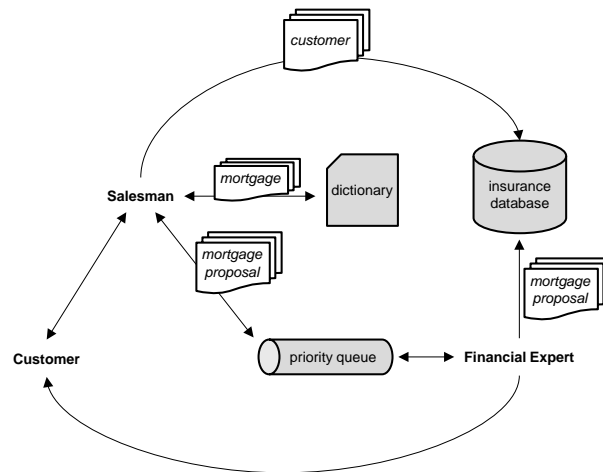 customer
Salesman
mortgage
dictionary
insurance
database
mortgage
proposal
mortgage
proposal
Customer
priority queue
Financial Expert